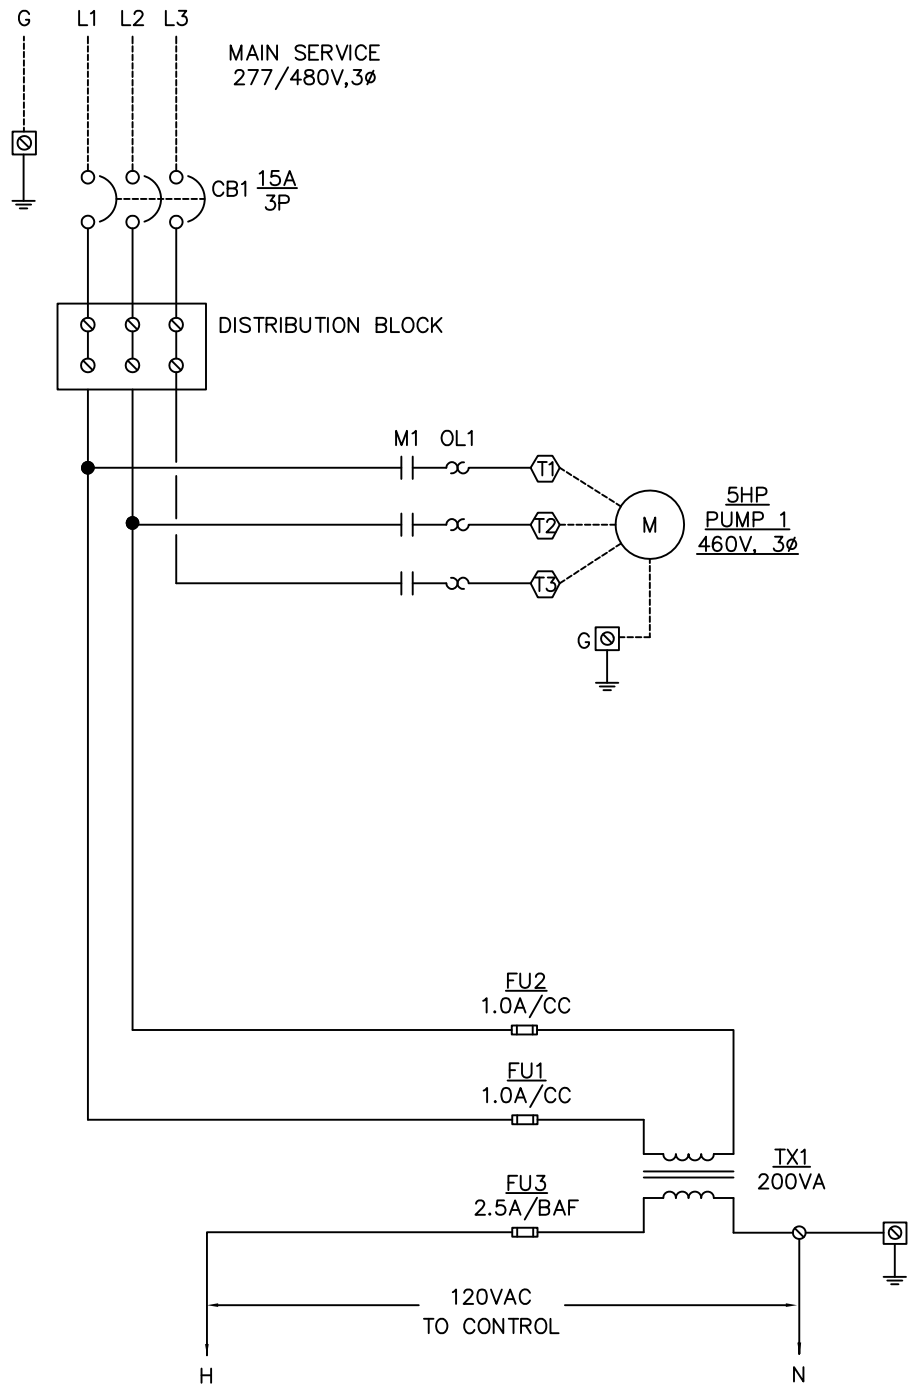 G L1 L2 L3
MAIN SERVICE
277/480V,3ø
CB1 15A
3P
DISTRIBUTION BLOCK
M1 OL1
T1
T2
T3
M
5HP
PUMP 1
460V, 3ø
G
FU2
1.0A/CC
FU1
1.0A/CC
TX1
200VA
FU3
2.5A/BAF
120VAC
TO CONTROL
H N